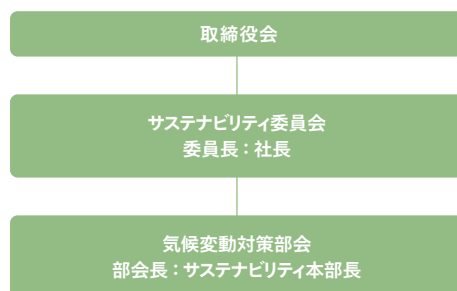 取締役会
サステナビリティ委員会
委員長：社長
気候変動対策部会
部会長：サステナビリティ本部長